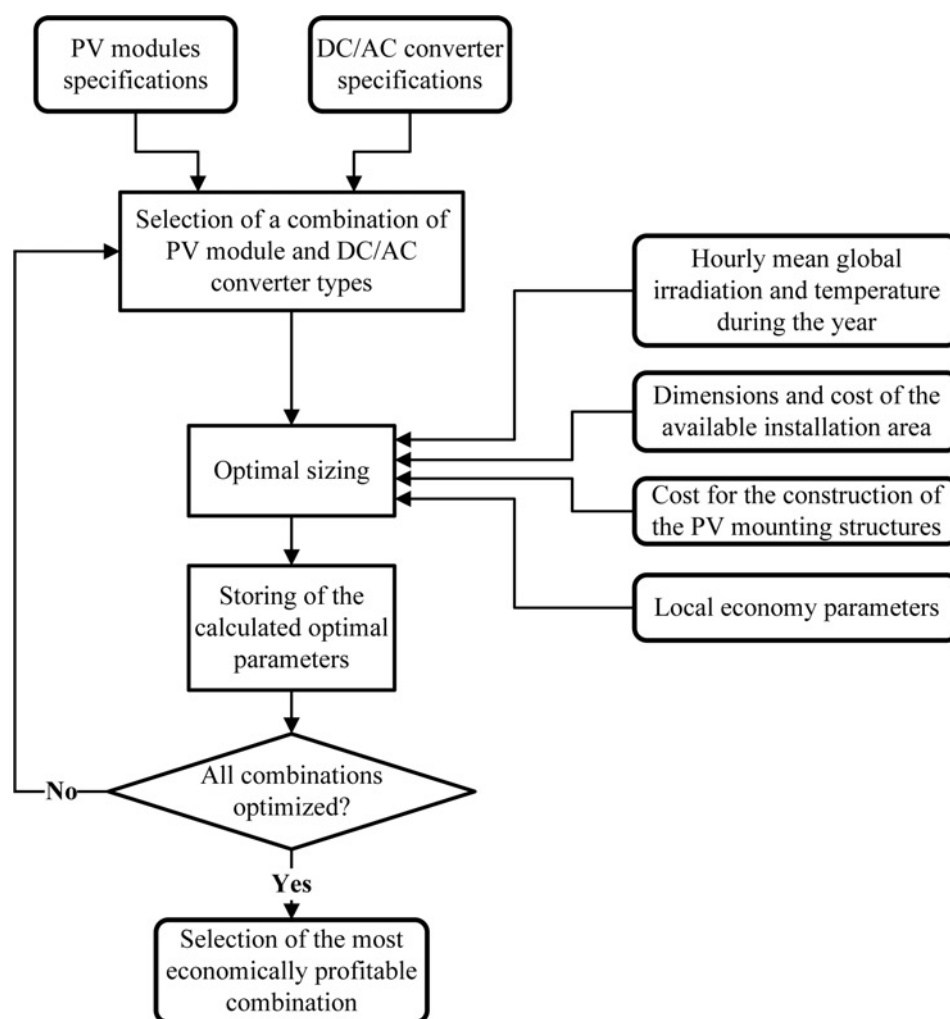 PV modules
specifications
DC/AC converter
specifications
Selection of a combination of
PV module and DC/AC
converter types
Hourly mean global
irradiation and temperature
during the year
Dimensions and cost of the
available installation area
Optimal sizing
Cost for the construction of
the PV mounting structures
Storing of the
calculated optimal
parameters
Local economy parameters
All combinations
optimized?
No
Yes
Selection of the most
economically profitable
combination